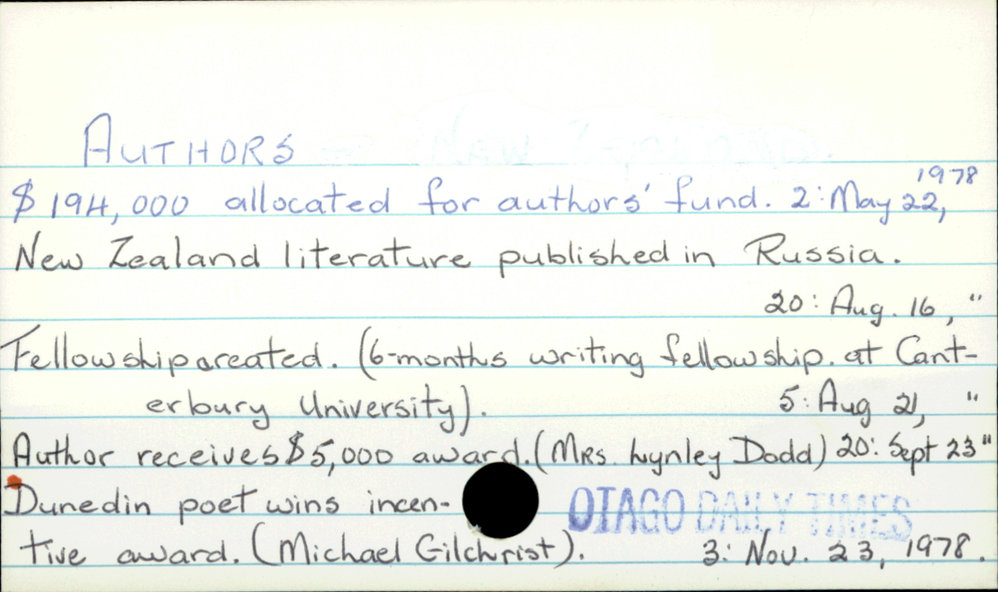 AUTHORS
$194,000 allocated for authors' fund. 2: May 22, 1978
New Zealand literature published in Russia.
20: Aug. 16, "
Fellowship created. (6-months writing fellowship. at Cant-
erbury University). 5: Aug 21, "
Author receives $5,000 award. (Mrs. Lynley Dodd) 20: Sept 23 "
Dunedin poet wins incen-
OTAGO DAILY TIMES
tive award. (Michael Gilchrist). 3: Nov. 23, 1978.